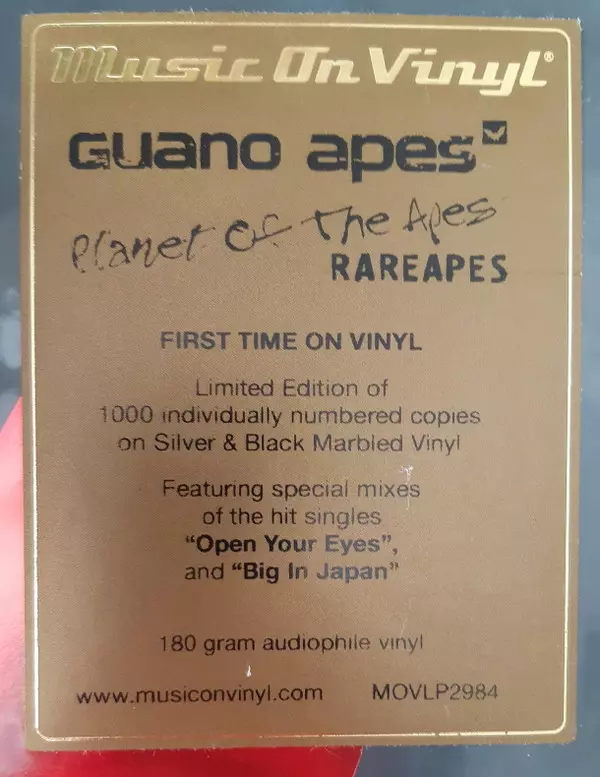 Music On Vinyl®
Guano apes
Planet Of The Apes
RAREAPES
FIRST TIME ON VINYL
Limited Edition of
1000 individually numbered copies
on Silver & Black Marbled Vinyl
Featuring special mixes
of the hit singles
“Open Your Eyes”,
and “Big In Japan”
180 gram audiophile vinyl
www.musiconvinyl.com MOVLP2984